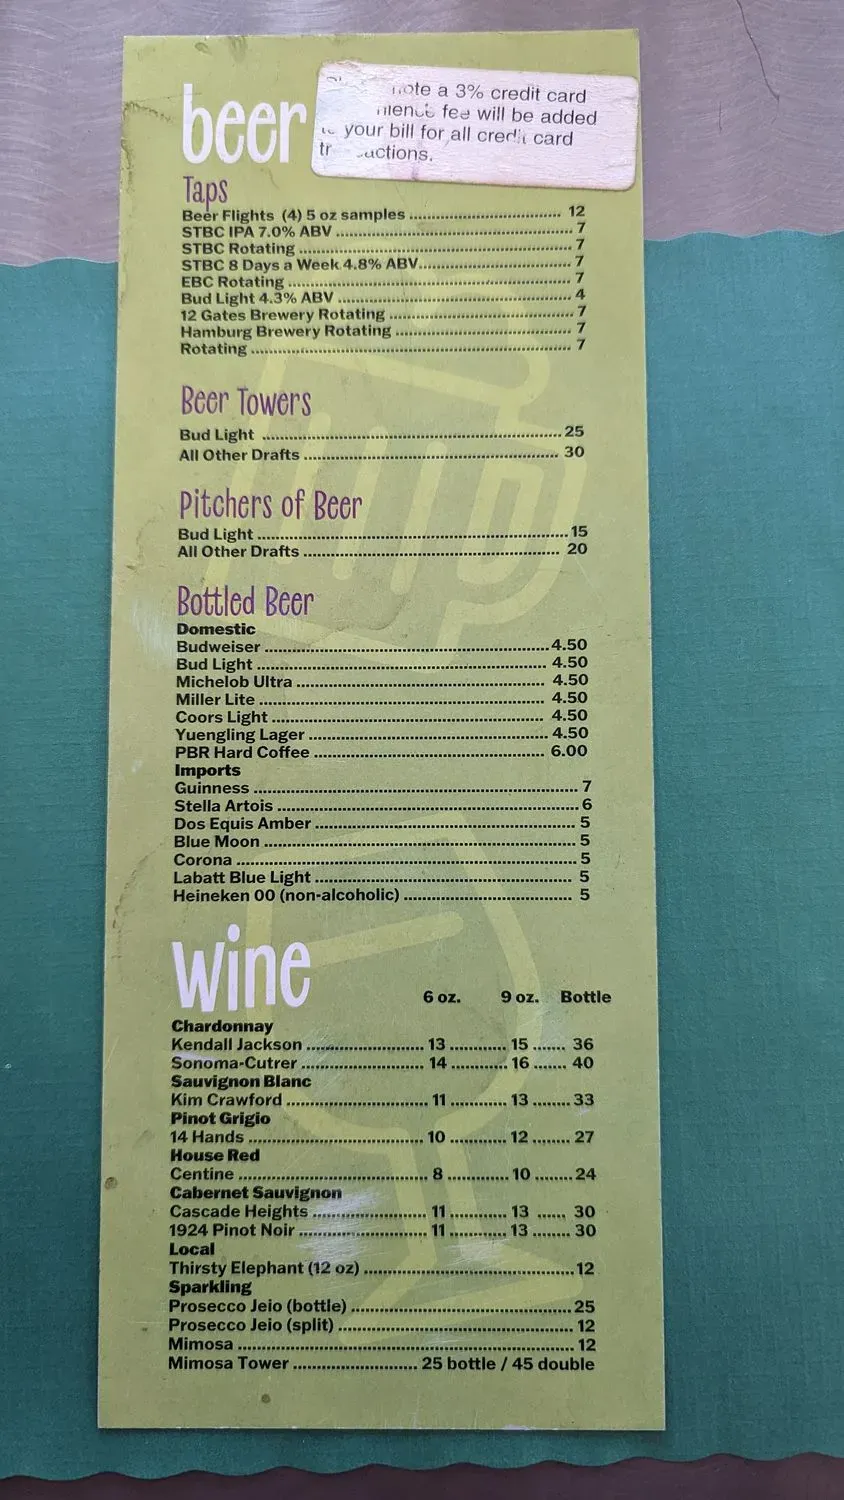 beer
ote a 3% credit card
fee will be added
your bill for all credit card
Taps
Beer Flights (4) 5 oz samples ........ 12
STBC IPA 7.0% ABV ........ 7
STBC Rotating ........ 7
STBC 8 Days a Week 4.8% ABV ........ 7
EBC Rotating ........ 7
Bud Light 4.3% ABV ........ 4
12 Gates Brewery Rotating ........ 7
Hamburg Brewery Rotating ........ 7
Rotating ........ 7
Beer Towers
Bud Light ........ 25
All Other Drafts ........ 30
Pitchers of Beer
Bud Light ........ 15
All Other Drafts ........ 20
Bottled Beer
Domestic
Budweiser ........ 4.50
Bud Light ........ 4.50
Michelob Ultra ........ 4.50
Miller Lite ........ 4.50
Coors Light ........ 4.50
Yuengling Lager ........ 4.50
PBR Hard Coffee ........ 6.00
Imports
Guinness ........ 7
Stella Artois ........ 6
Dos Equis Amber ........ 5
Blue Moon ........ 5
Corona ........ 5
Labatt Blue Light ........ 5
Heineken 00 (non-alcoholic) ........ 5
wine
6 oz. 9 oz. Bottle
Chardonnay
Kendall Jackson ........ 13 ........ 15 ....... 36
Sonoma-Cutrer ........ 14 ........ 16 ....... 40
Sauvignon Blanc
Kim Crawford ........ 11 ........ 13 ........ 33
Pinot Grigio
14 Hands ........ 10 ........ 12 ........ 27
House Red
Centine ........ 8 ........ 10 ........ 24
Cabernet Sauvignon
Cascade Heights ........ 11 ........ 13 ...... 30
1924 Pinot Noir ........ 11 ........ 13 ........ 30
Local
Thirsty Elephant (12 oz) ........ 12
Sparkling
Prosecco Jeio (bottle) ........ 25
Prosecco Jeio (split) ........ 12
Mimosa ........ 12
Mimosa Tower ........ 25 bottle / 45 double